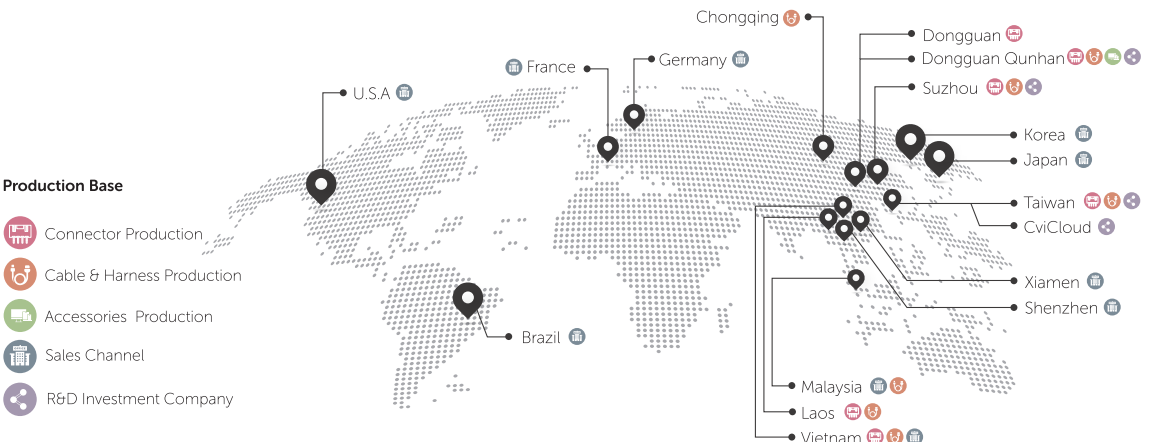 Chongqing
Dongguan
Dongguan Qunhan
Germany
France
Suzhou
U.S.A
Korea
Japan
Production Base
Taiwan
Connector Production
CviCloud
Cable & Harness Production
Xiamen
Shenzhen
Accessories Production
Brazil
Sales Channel
Malaysia
R&D Investment Company
Laos
Vietnam